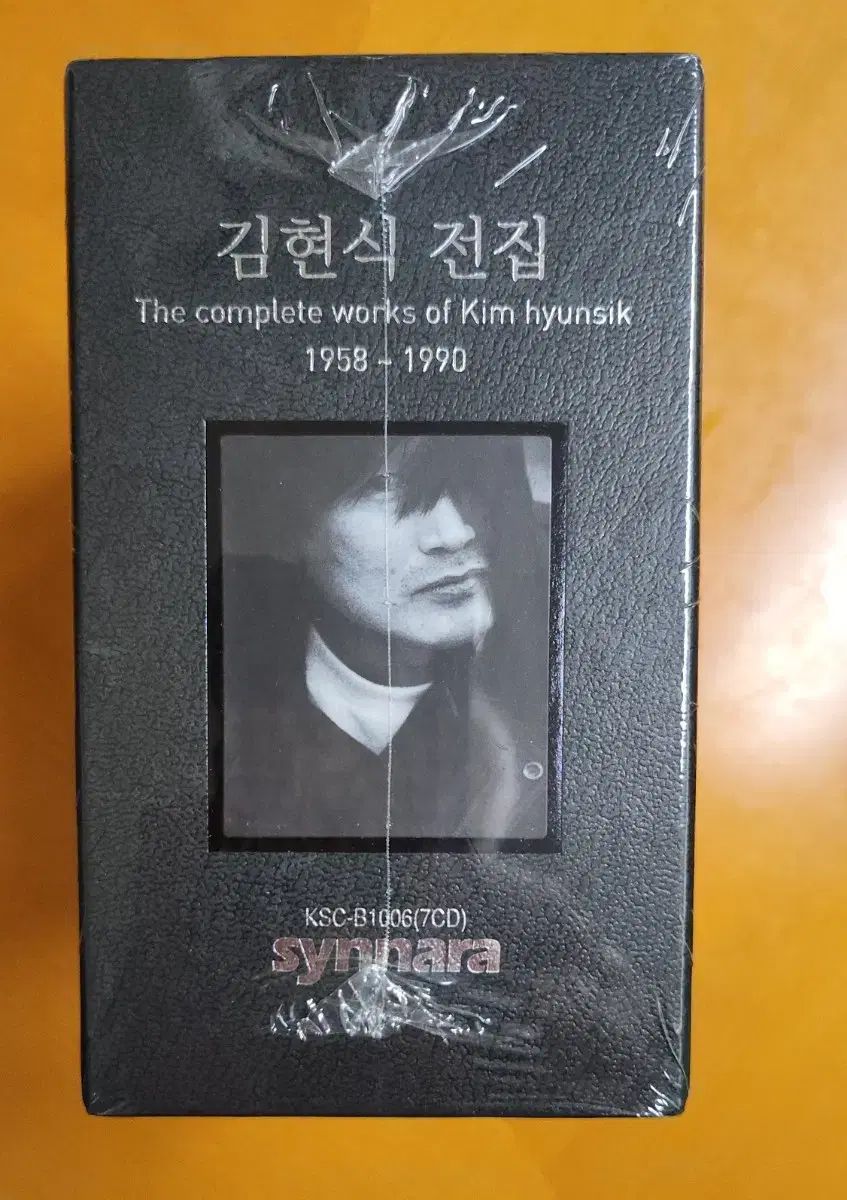 김현식 전집
The complete works of Kim hyunsik
1958 - 1990
KSC-B1006(7CD)
synnara